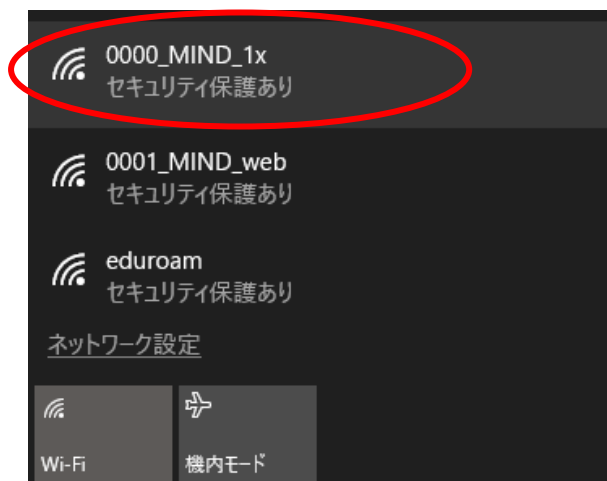 0000_MIND_1x
セキュリティ保護あり
0001_MIND_web
セキュリティ保護あり
eduroam
セキュリティ保護あり
ネットワーク設定
Wi-Fi
機内モード